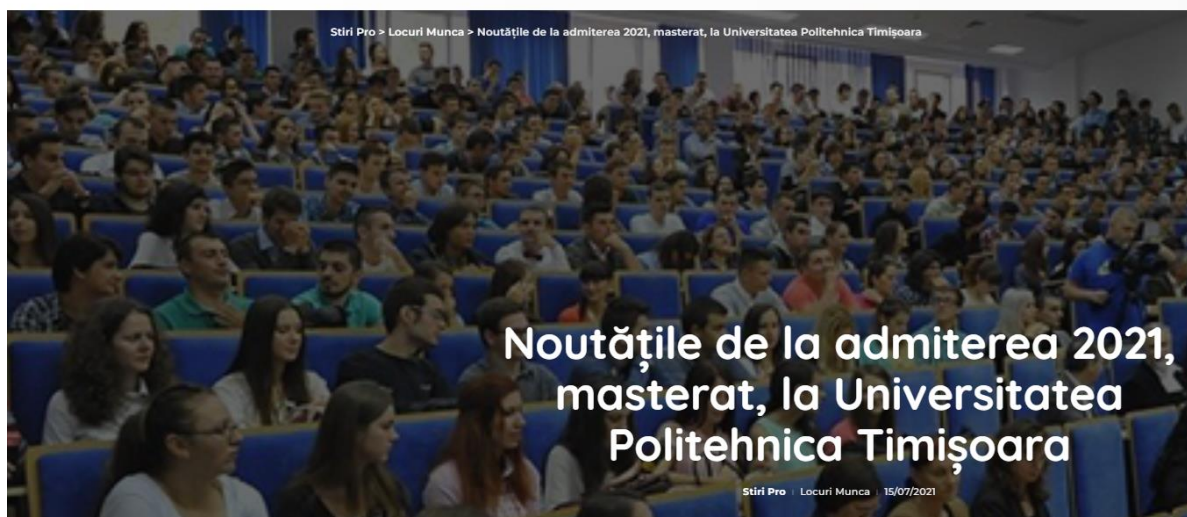 Stiri Pro > Locuri Munca > Noutățile de la admiterea 2021, masterat, la Universitatea Politehnica Timișoara
Noutățile de la admiterea 2021,
masterat, la Universitatea
Politehnica Timișoara
Stiri Pro | Locuri Munca | 15/07/2021